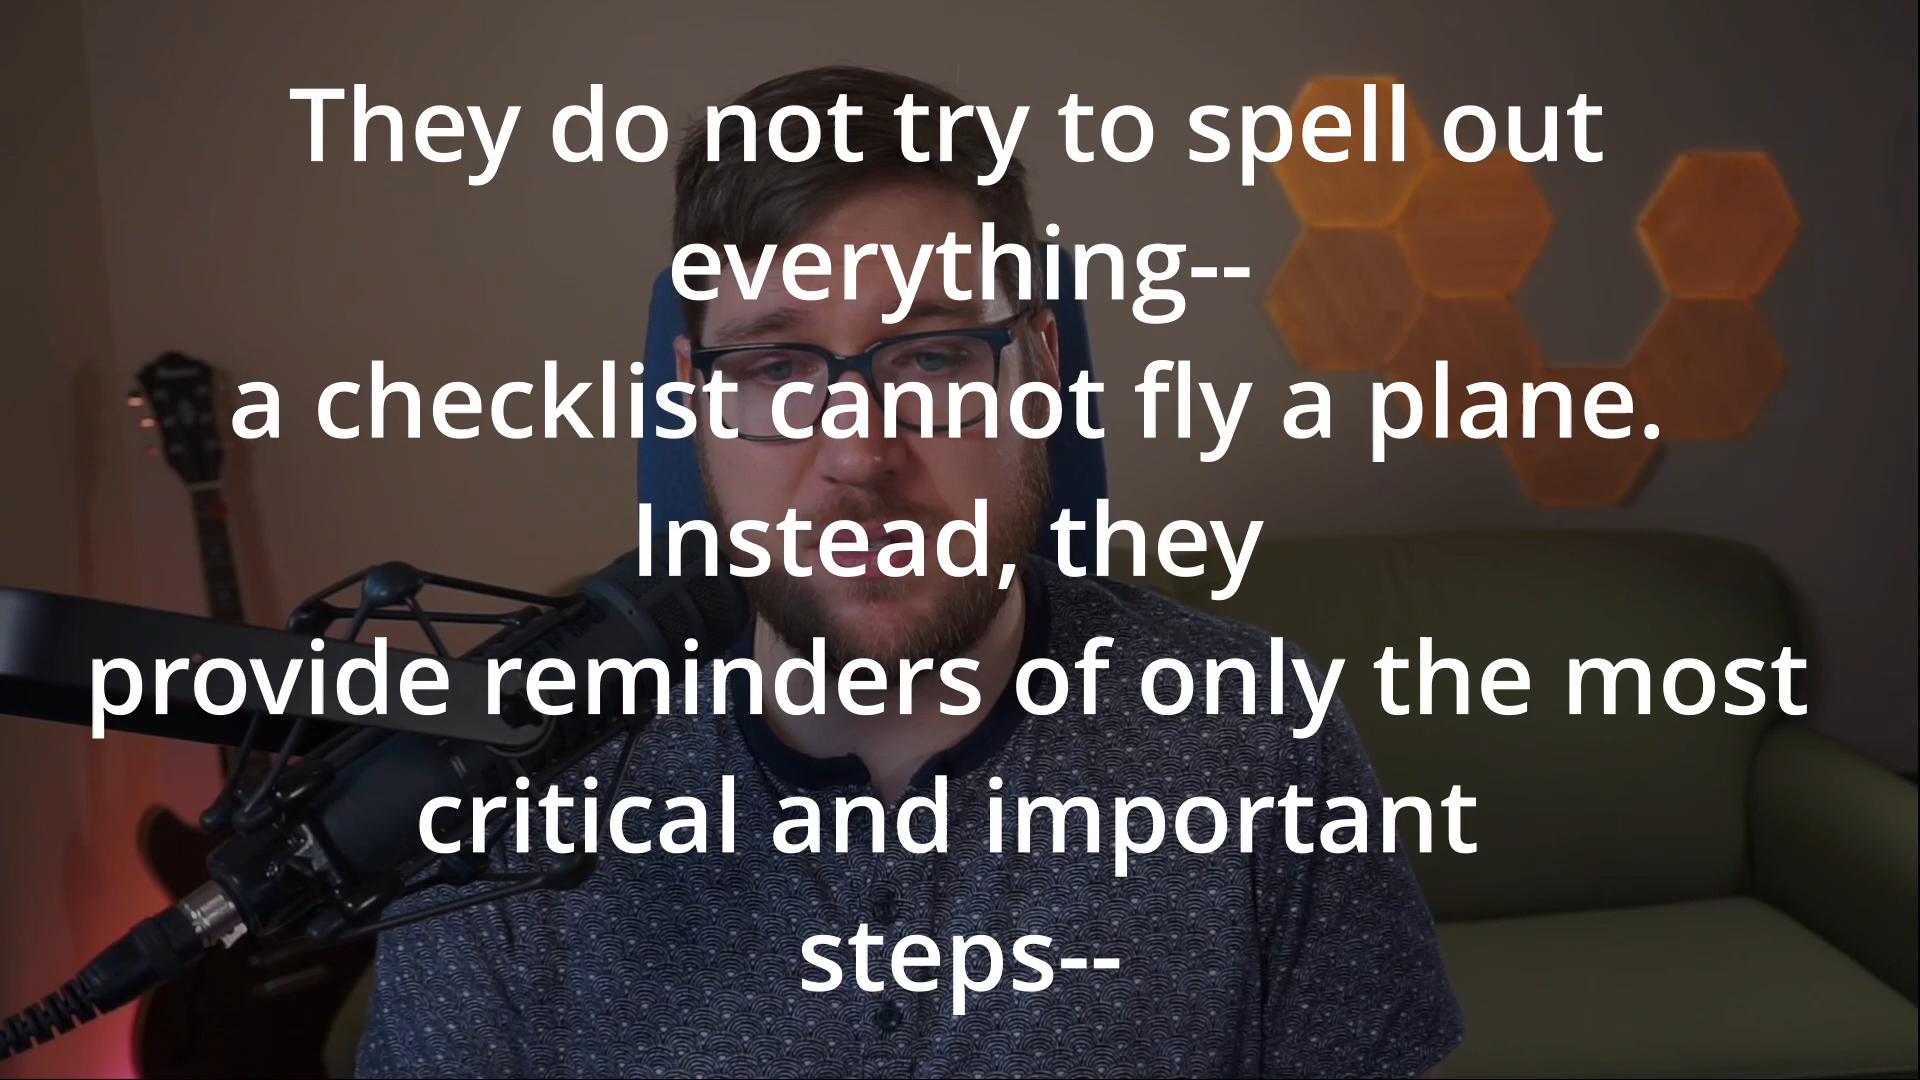 They do not try to spell out
everything--
a checklist cannot fly a plane.
Instead, they
provide reminders of only the most
critical and important
steps--